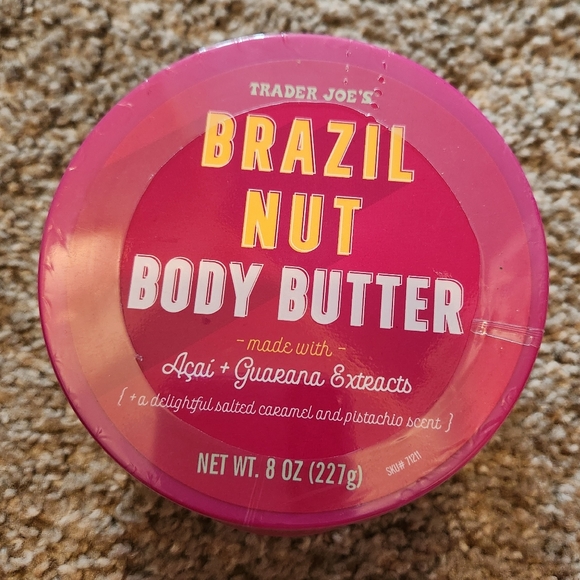 TRADER JOE'S
BRAZIL
NUT
BODY BUTTER
- made with -
Açaí + Guarana Extracts
{ + a delightful salted caramel and pistachio scent }
NET WT. 8 OZ (227g)
SKU# 71211